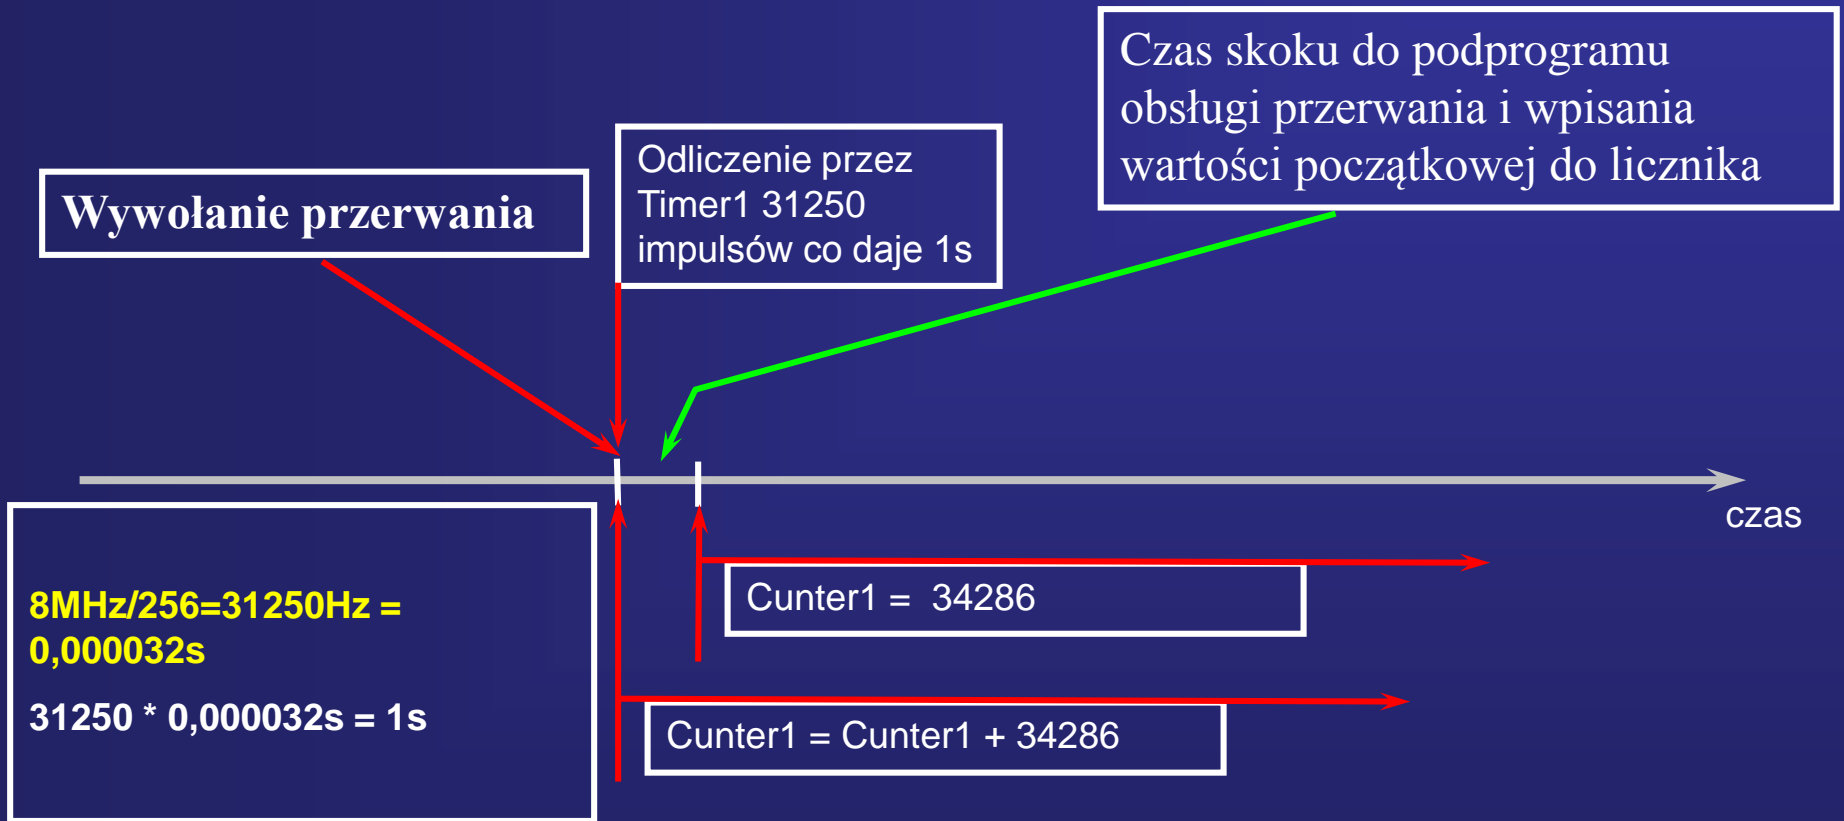 Czas skoku do podprogramu
obsługi przerwania i wpisania
wartości początkowej do licznika
Odliczenie przez
Timer1 31250
impulsów co daje 1s
Wywołanie przerwania
czas
8MHz/256=31250Hz =
0,000032s
31250 * 0,000032s = 1s
Cunter1 = 34286
Cunter1 = Cunter1 + 34286